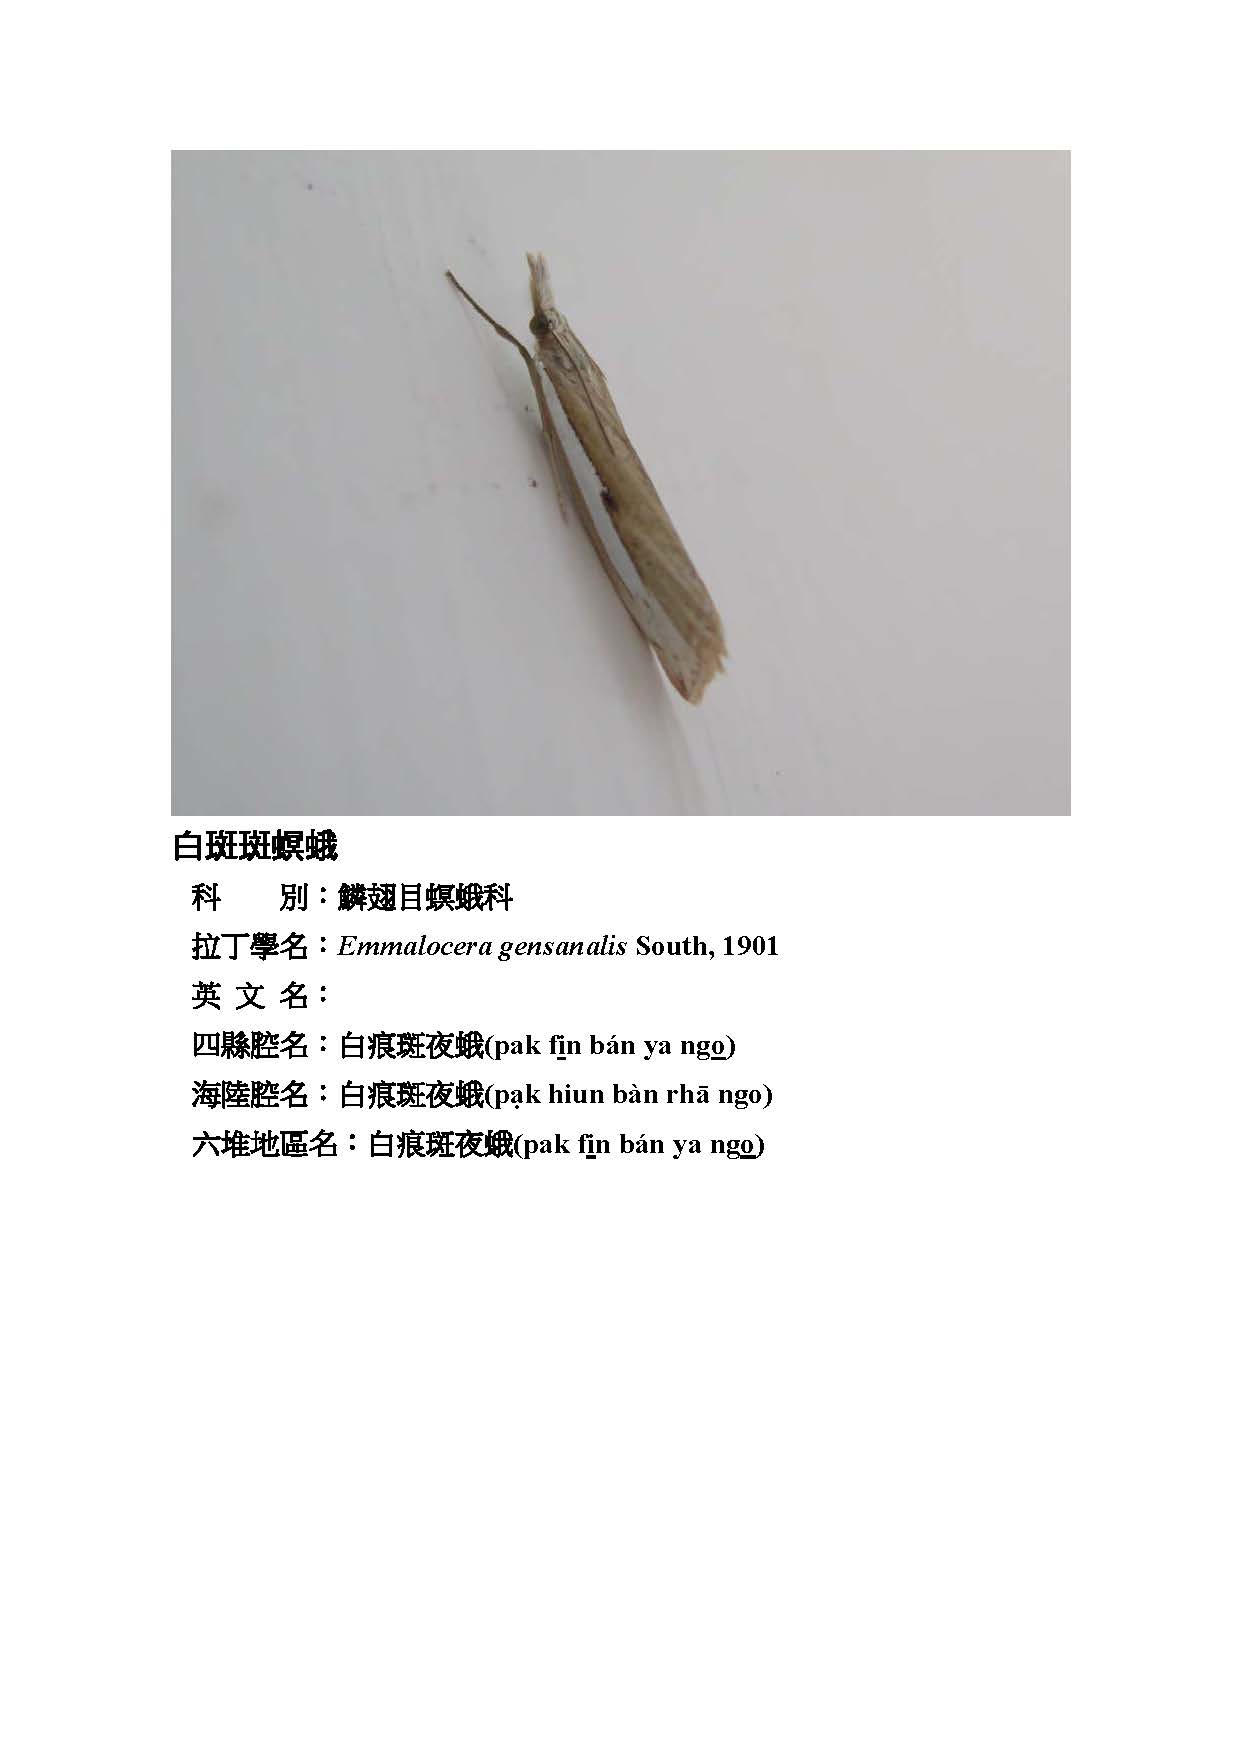 白斑斑螟蛾
科　　別：鱗翅目螟蛾科
拉丁學名：Emmalocera gensanalis South, 1901
英 文 名：
四縣腔名：白痕斑夜蛾(pak fi̱n bán ya ngo̱)
海陸腔名：白痕斑夜蛾(pạk hiun bàn rhā ngo)
六堆地區名：白痕斑夜蛾(pak fi̱n bán ya ngo̱)